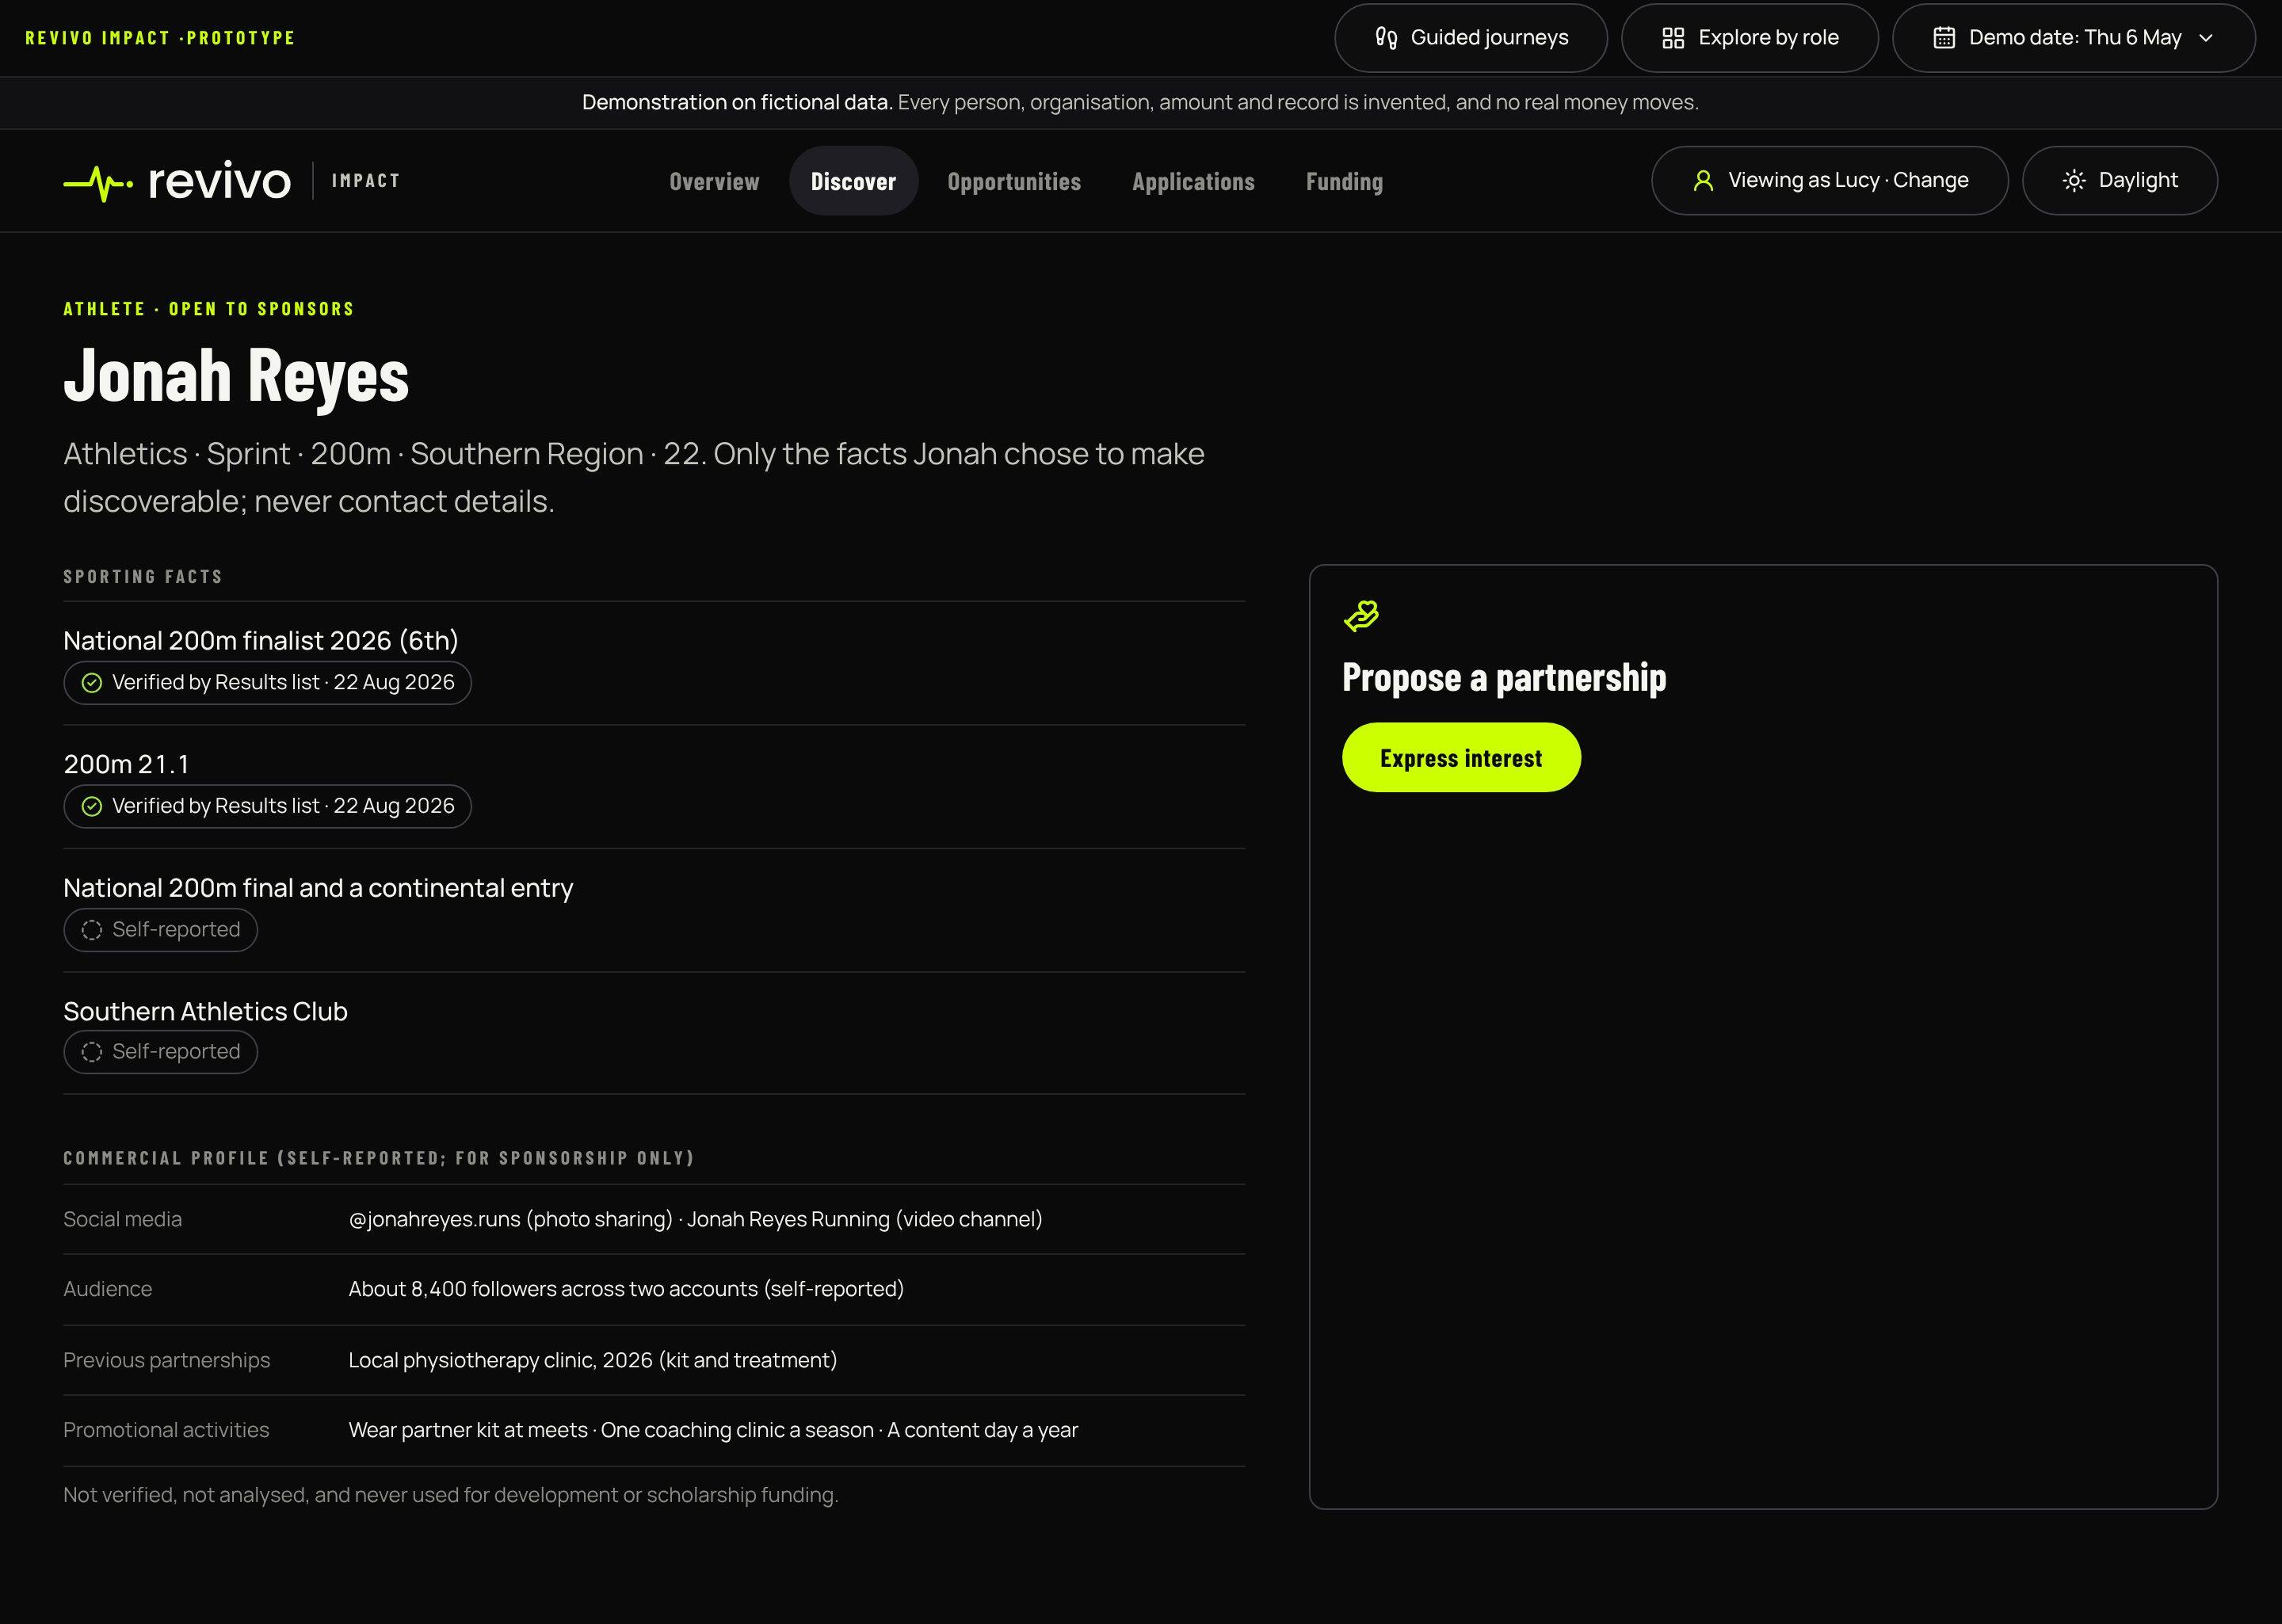 REVIVO IMPACT ·PROTOTYPE
Guided journeys
Explore by role
Demo date: Thu 6 May
Demonstration on fictional data. Every person, organisation, amount and record is invented, and no real money moves.
revivo IMPACT
Overview
Discover
Opportunities
Applications
Funding
Viewing as Lucy · Change
Daylight
ATHLETE · OPEN TO SPONSORS
Jonah Reyes
Athletics · Sprint · 200m · Southern Region · 22. Only the facts Jonah chose to make
discoverable; never contact details.
SPORTING FACTS
National 200m finalist 2026 (6th)
Verified by Results list · 22 Aug 2026
200m 21.1
Verified by Results list · 22 Aug 2026
National 200m final and a continental entry
Self-reported
Southern Athletics Club
Self-reported
Propose a partnership
Express interest
COMMERCIAL PROFILE (SELF-REPORTED; FOR SPONSORSHIP ONLY)
Social media @jonahreyes.runs (photo sharing) · Jonah Reyes Running (video channel)
Audience About 8,400 followers across two accounts (self-reported)
Previous partnerships Local physiotherapy clinic, 2026 (kit and treatment)
Promotional activities Wear partner kit at meets · One coaching clinic a season · A content day a year
Not verified, not analysed, and never used for development or scholarship funding.